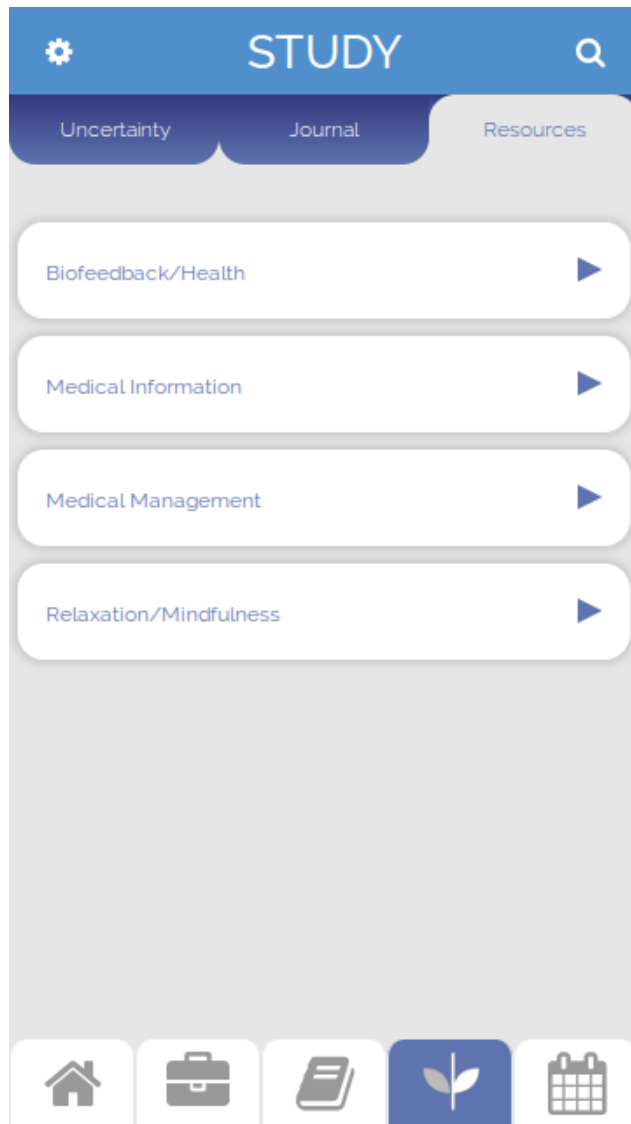 STUDY
Uncertainty Journal Resources
Biofeedback/Health
Medical Information
Medical Management
Relaxation/Mindfulness